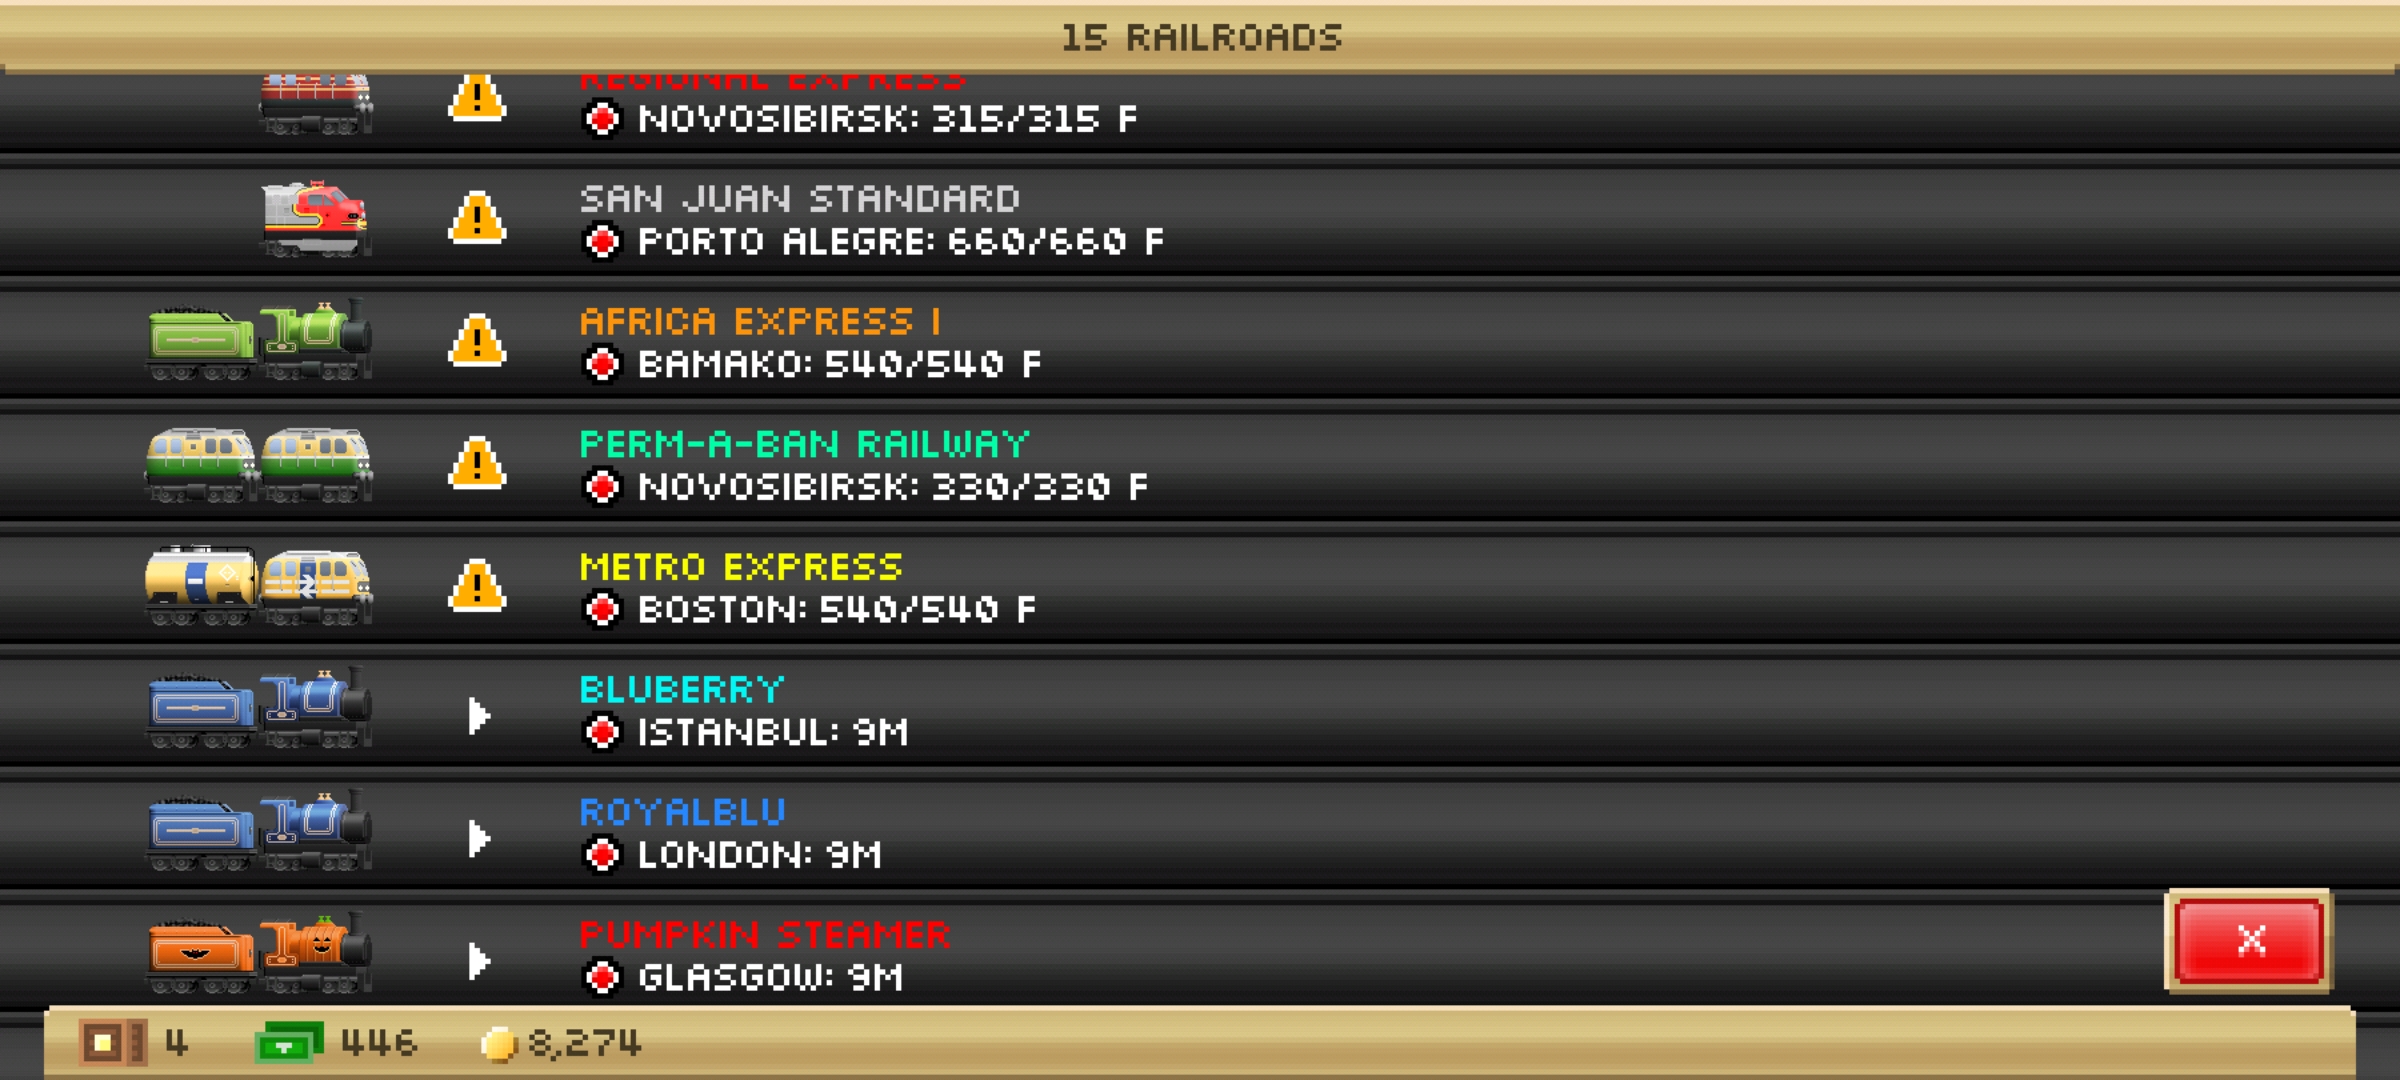 15 RAILROADS
REGIONAL EXPRESS
NOVOSIBIRSK: 315/315 F
SAN JUAN STANDARD
PORTO ALEGRE: 660/660 F
AFRICA EXPRESS I
BAMAKO: 540/540 F
PERM-A-BAN RAILWAY
NOVOSIBIRSK: 330/330 F
METRO EXPRESS
BOSTON: 540/540 F
BLUBERRY
ISTANBUL: 9M
ROYALBLU
LONDON: 9M
PUMPKIN STEAMER
GLASGOW: 9M
4 446 8,274